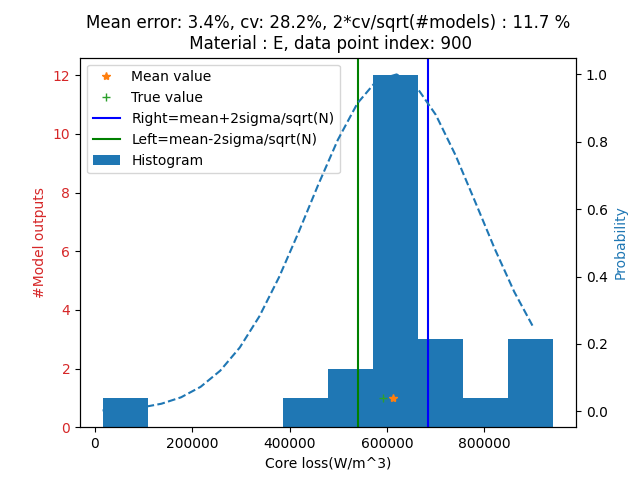 Mean error: 3.4%, cv: 28.2%, 2*cv/sqrt(#models) : 11.7 %
Material : E, data point index: 900
Mean value
True value
Right=mean+2sigma/sqrt(N)
Left=mean-2sigma/sqrt(N)
Histogram
#Model outputs
12
10
8
6
4
2
0
1.0
0.8
0.6
0.4
0.2
0.0
Probability
0
200000
400000
600000
800000
Core loss(W/m^3)